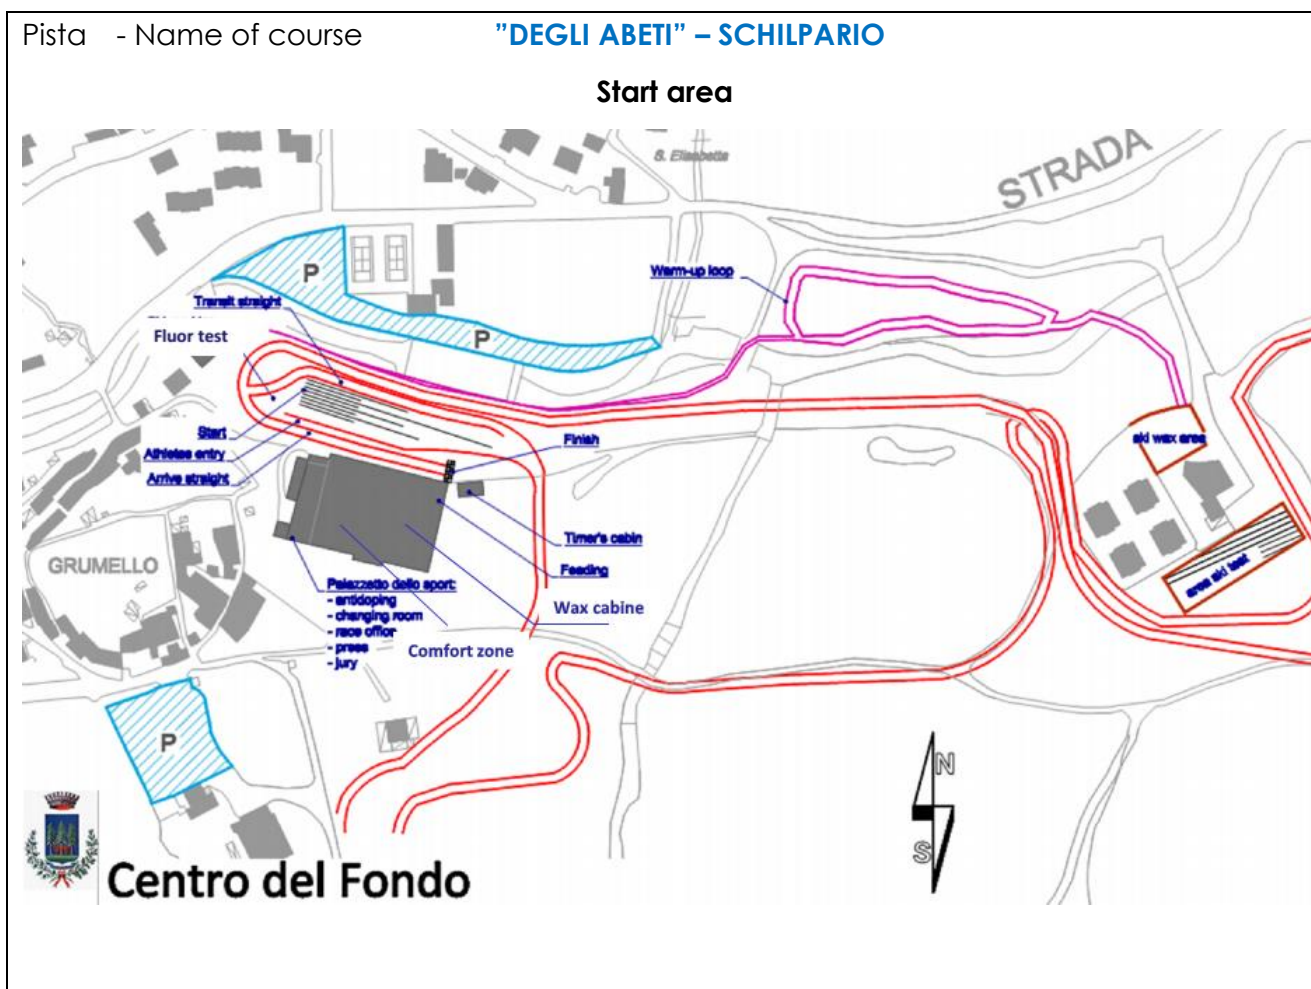 Pista - Name of course ”DEGLI ABETI” – SCHILPARIO
Start area
S. Elisabetta
STRADA
P
Warm-up loop
Transit straight
P
Fluor test
Start
Finish
ski wax area
Athletes entry
Arrive straight
Timer's cabin
GRUMELLO
Feeding
area ski test
Palazzetto dello sport:
- antidoping
- changing room
- race office
- press
- jury
Wax cabine
Comfort zone
P
N
S
Centro del Fondo